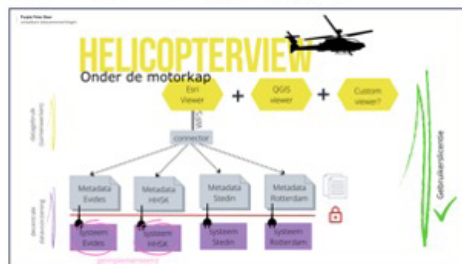 HELICOPTERVIEW
Onder de motorkap
Esri
Viewer
+
QGIS
viewer
+
Custom
viewer?
connector
Metadata
Evides
Metadata
HHSK
Metadata
Stedin
Metadata
Rotterdam
Systeem
Evides
Systeem
HHSK
Systeem
Stedin
Systeem
Rotterdam
geïmplementeerd
Gebruikerslicentie